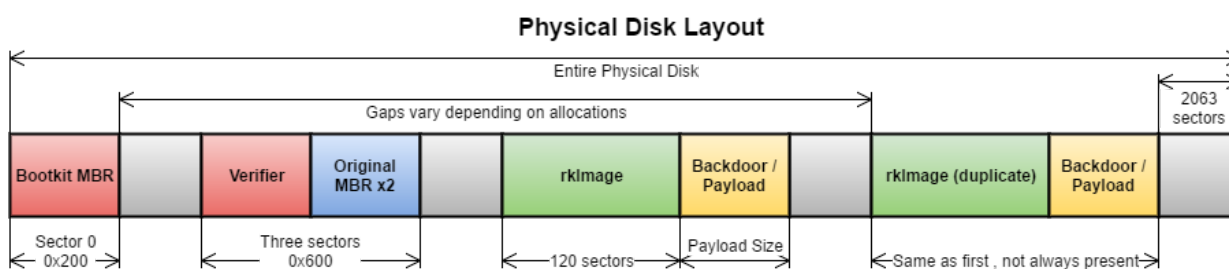 Physical Disk Layout
Entire Physical Disk
Gaps vary depending on allocations
2063
sectors
Bootkit MBR
Verifier
Original
MBR x2
rkImage
Backdoor /
Payload
rkImage (duplicate)
Backdoor /
Payload
Sector 0
0x200
Three sectors
0x600
120 sectors
Payload Size
Same as first , not always present